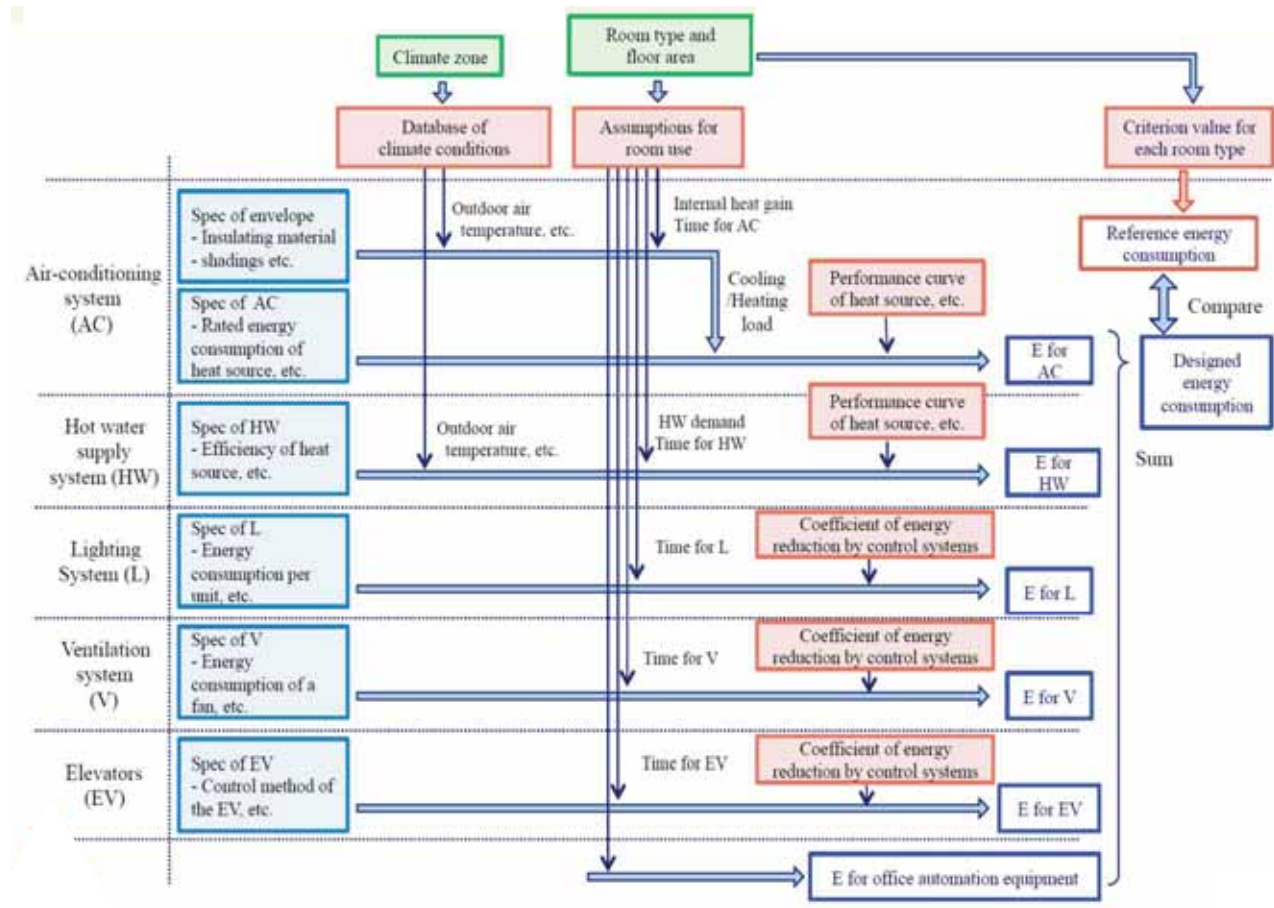 Climate zone
Room type and
floor area
Database of
climate conditions
Assumptions for
room use
Criterion value for
each room type
Air-conditioning
system
(AC)
Spec of envelope
- Insulating material
- shadings etc.
Outdoor air
temperature, etc.
Internal heat gain
Time for AC
Reference energy
consumption
Spec of AC
- Rated energy
consumption of
heat source, etc.
Cooling
/Heating
load
Performance curve
of heat source, etc.
Compare
E for
AC
Designed
energy
consumption
Hot water
supply
system (HW)
Spec of HW
- Efficiency of heat
source, etc.
Outdoor air
temperature, etc.
HW demand
Time for HW
Performance curve
of heat source, etc.
E for
HW
Sum
Lighting
System (L)
Spec of L
- Energy
consumption per
unit, etc.
Time for L
Coefficient of energy
reduction by control systems
E for L
Ventilation
system
(V)
Spec of V
- Energy
consumption of a
fan, etc.
Time for V
Coefficient of energy
reduction by control systems
E for V
Elevators
(EV)
Spec of EV
- Control method of
the EV, etc.
Time for EV
Coefficient of energy
reduction by control systems
E for EV
E for office automation equipment